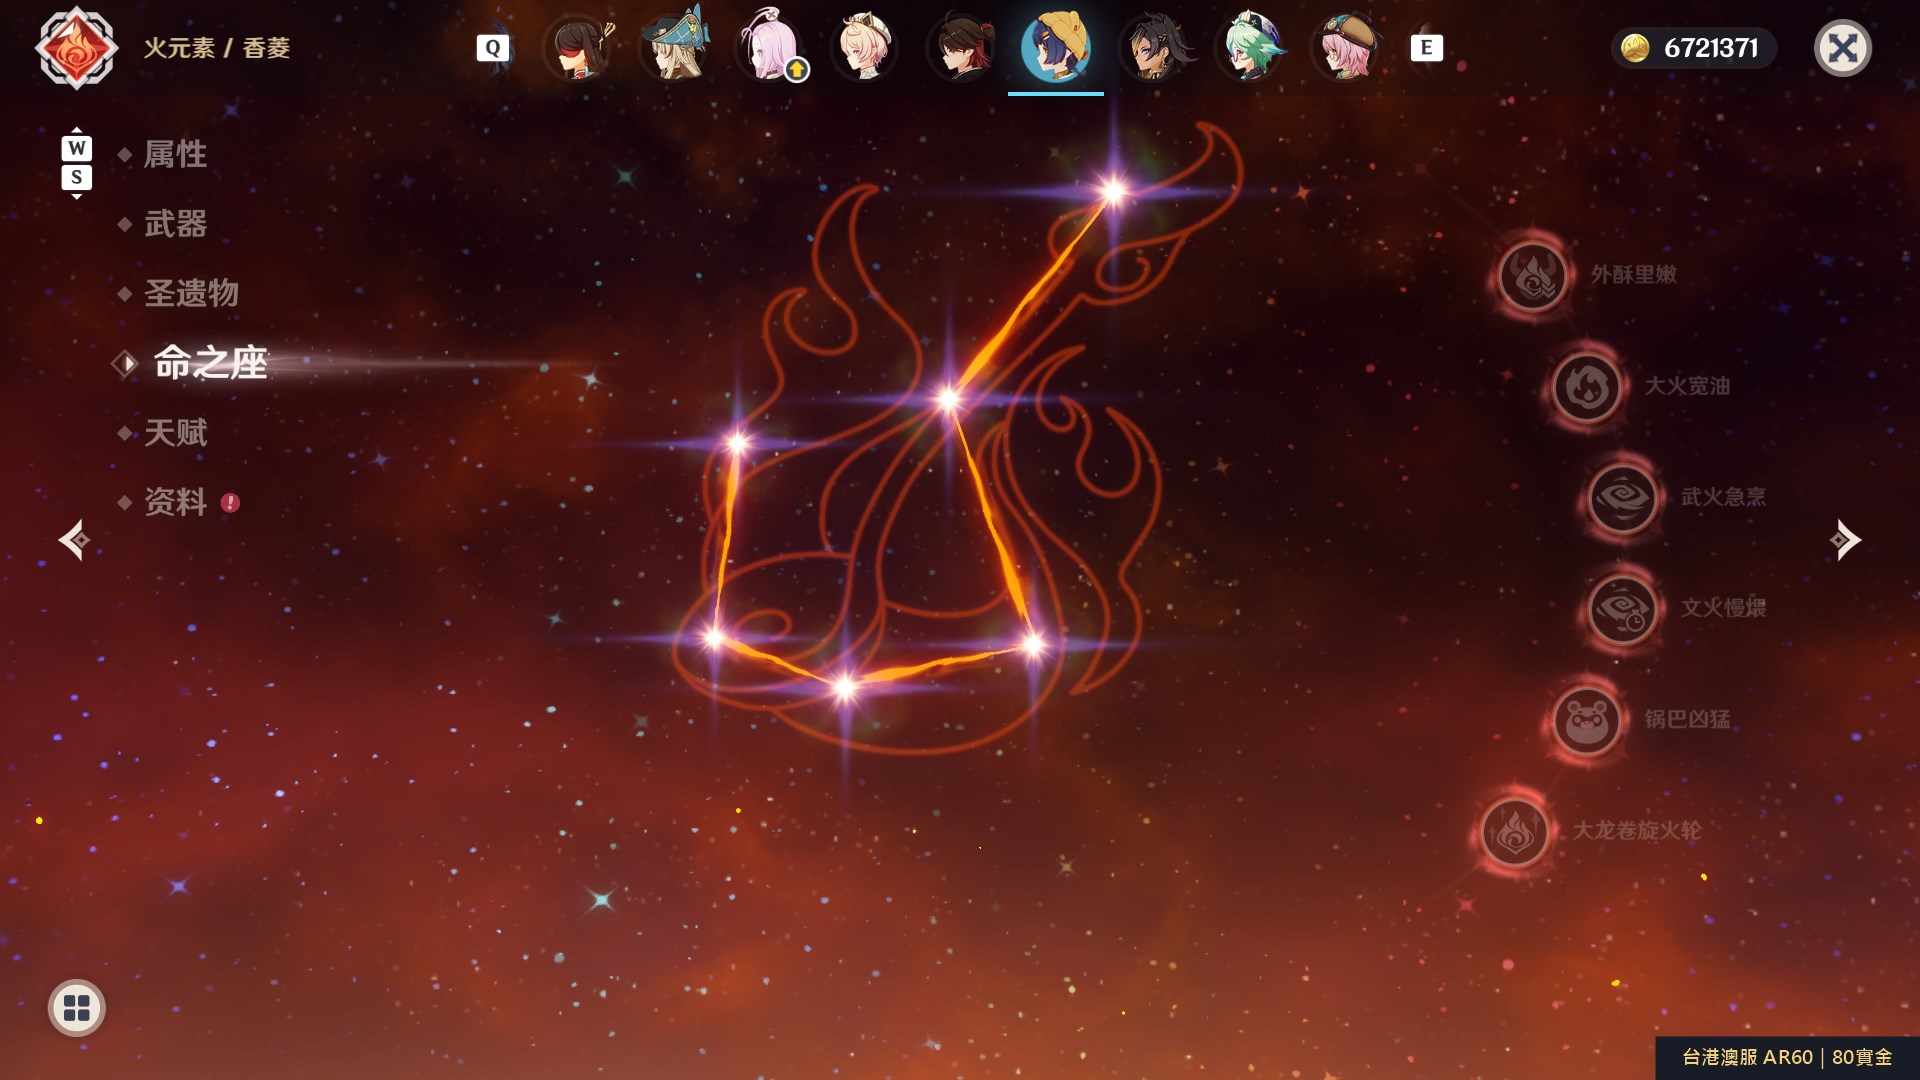 火元素 / 香菱
Q
E
6721371
W
S
属性
武器
圣遗物
命之座
天赋
资料
外酥里嫩
大火宽油
武火急烹
文火慢煨
锅巴凶猛
大龙卷旋火轮
台港澳服 AR60 | 80實金